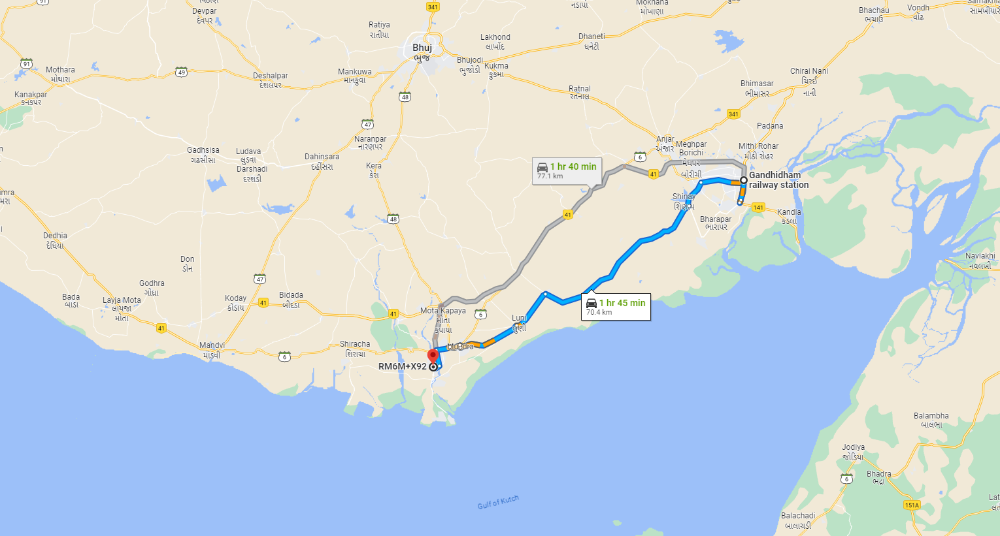 91
Devpar
દેવપર
341
નડાપા
Mokhana
મોખાણા
Bhachau
ભચાઉ
Vondh
વોંઢ
Ratiya
રાતીયા
Lakhond
લાખોંદ
Dhaneti
ધનેટી
Bhuj
ભુજ
91
Mothara
મોથારા
49
Deshalpar
દેશલપર
Mankuwa
માનકુવા
Bhujodi
ભુજોડી
Kukma
કુકમા
Chirai Nani
ચિરઈ
નાની
Kanakpar
કનકપર
48
Ratnal
રતનાલ
Bhimasar
ભીમાસર
341
47
Padana
Naranpar
નારણપર
Anjar
અંજાર
Meghpar
Borichi
મેઘપર
બોરીચી
Mithi Rohar
મીઠી રોહર
Gadhsisa
ગઢસીસા
Ludava
લુડવા
Darshadi
દરશડી
Dahinsara
દહીંસરા
Kera
કેરા
6
41
1 hr 40 min
77.1 km
Gandhidham
railway station
Shinay
શિણાય
141
Kandla
કંડલા
Bharapar
ભારાપર
48
41
Dedhia
દેઢિયા
Don
ડોન
Navlakhi
નવલખી
47
Godhra
ગોધ્રા
Bada
બાડા
Layja Mota
લાયજા
મોતા
Koday
કોડાય
41
Bidada
બીદડા
1 hr 45 min
70.4 km
41
Mota Kapaya
મોતા
કપાયા
6
Luni
લુણી
41
Mandvi
માંડવી
6
Shiracha
શિરાચા
Mundra
RM6M+X92
Balambha
બાલંભા
Jodiya
જોડિયા
Bhadra
ભાદ્રા
6
151A
Gulf of Kutch
Balachadi
બાલાચડી